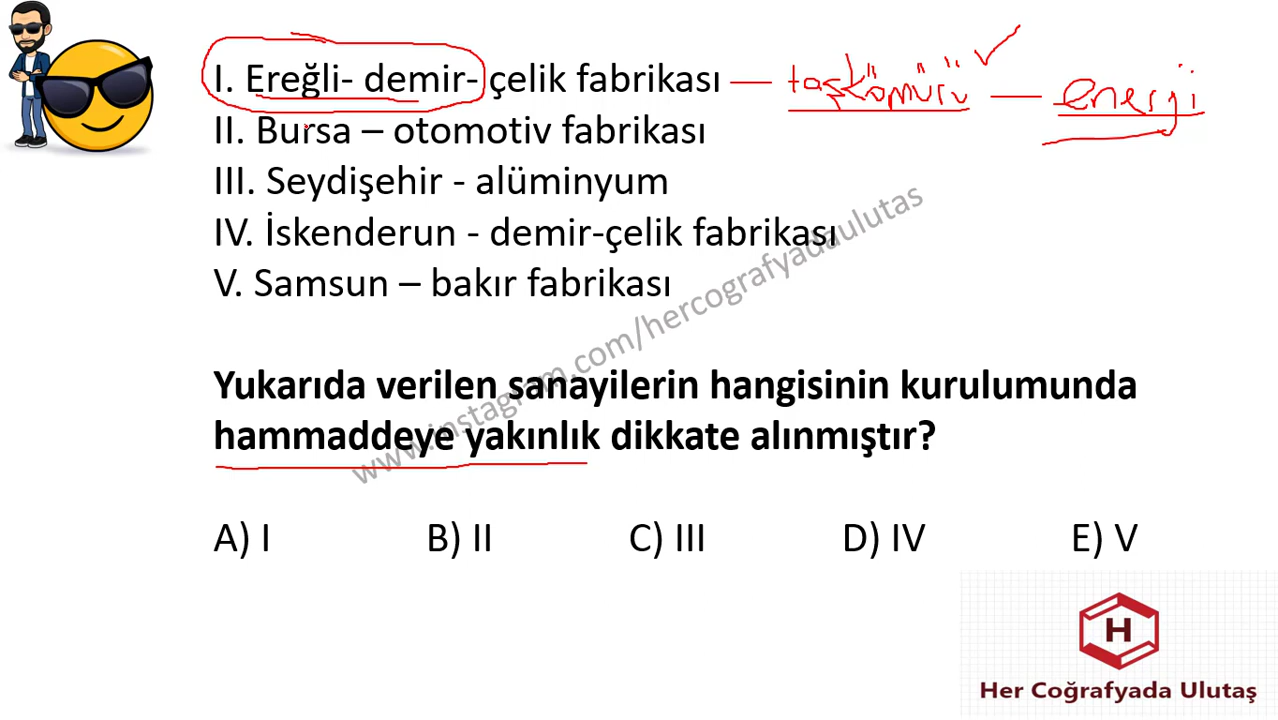 I. Ereğli- demir- çelik fabrikası — taşkömürü — enerji
II. Bursa – otomotiv fabrikası
III. Seydişehir - alüminyum
IV. İskenderun - demir-çelik fabrikası
V. Samsun – bakır fabrikası
www.instagram.com/hercografyadaulutas
Yukarıda verilen sanayilerin hangisinin kurulumunda
hammaddeye yakınlık dikkate alınmıştır?
A) I B) II C) III D) IV E) V
H
Her Coğrafyada Ulutaş